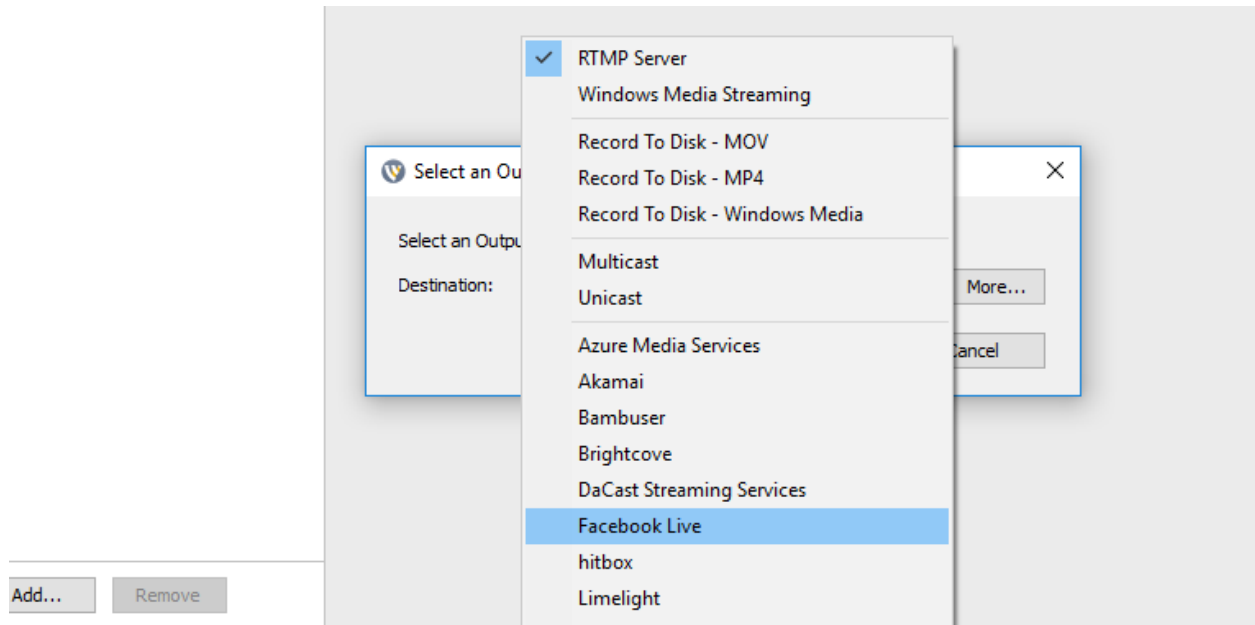 RTMP Server
Windows Media Streaming
Record To Disk - MOV
Select an Ou
Record To Disk - MP4
Record To Disk - Windows Media
Select an Outpu
Multicast
Destination:
More...
Unicast
Azure Media Services
Cancel
Akamai
Bambuser
Brightcove
DaCast Streaming Services
Facebook Live
hitbox
Add...
Remove
Limelight